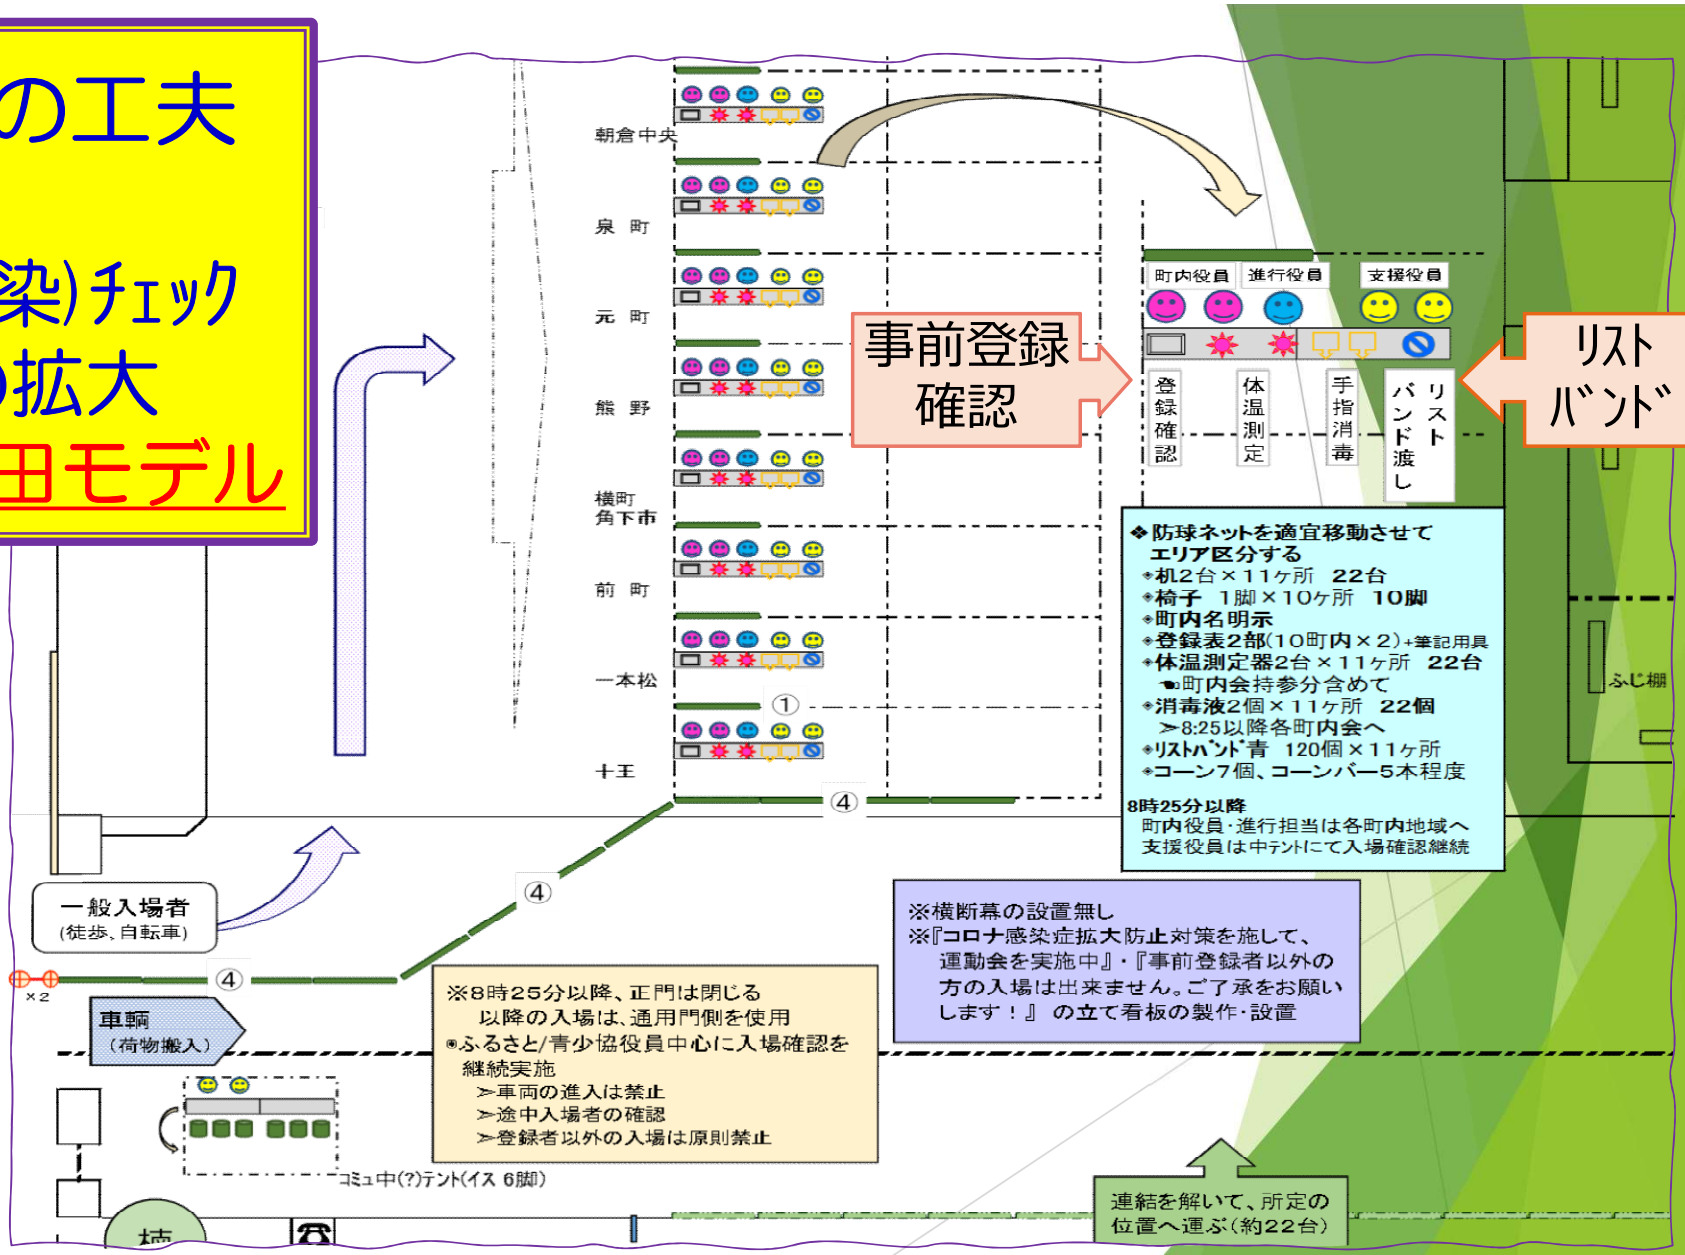 の工夫
染)チェック
の拡大
田モデル
朝倉中央
泉 町
元 町
熊 野
横町
角下市
前 町
一本松
①
十王
④
④
④
事前登録
確認
町内役員 進行役員 支援役員
登録確認
体温測定
手指消毒
リスト
バンド渡し
リスト
バンド
❖防球ネットを適宜移動させて
エリア区分する
◈机2台×11ヶ所 22台
◈椅子 1脚×10ヶ所 10脚
◈町内名明示
◈登録表2部(10町内×2)+筆記用具
◈体温測定器2台×11ヶ所 22台
☚町内会持参分含めて
◈消毒液2個×11ヶ所 22個
➢8:25以降各町内会へ
◈リストバンド青 120個×11ヶ所
◈コーン7個、コーンバー5本程度
8時25分以降
町内役員・進行担当は各町内地域へ
支援役員は中テントにて入場確認継続
ふじ棚
一般入場者
(徒歩、自転車)
×2
車輌
(荷物搬入)
※8時25分以降、正門は閉じる
以降の入場は、通用門側を使用
◉ふるさと/青少協役員中心に入場確認を
継続実施
➢車両の進入は禁止
➢途中入場者の確認
➢登録者以外の入場は原則禁止
※横断幕の設置無し
※『コロナ感染症拡大防止対策を施して、
運動会を実施中』・『事前登録者以外の
方の入場は出来ません。ご了承をお願い
します！』 の立て看板の製作・設置
コミュ中(?)テント(イス 6脚)
連結を解いて、所定の
位置へ運ぶ(約22台)